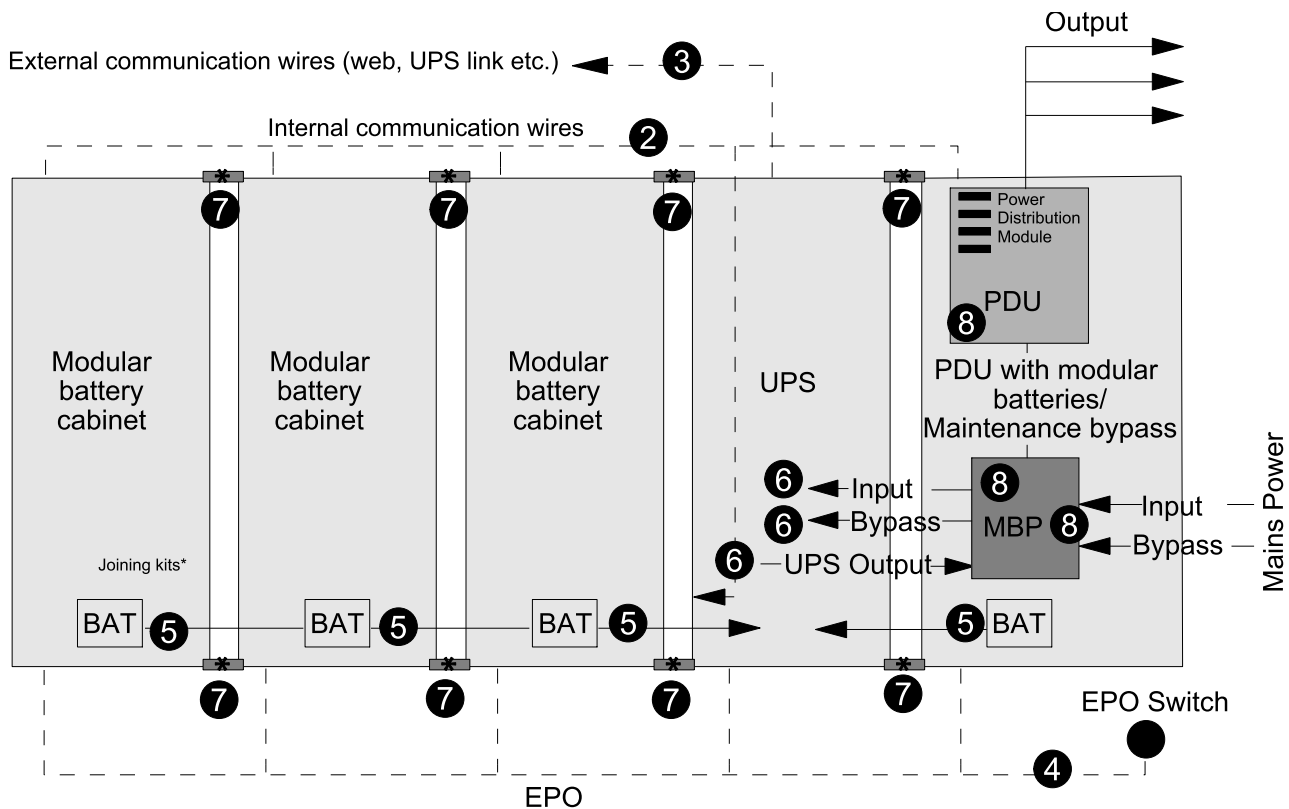 Output
External communication wires (web, UPS link etc.)
3
Internal communication wires
2
*
*
*
*
7
7
7
7
Power
Distribution
Module
PDU
8
Modular
battery
cabinet
Modular
battery
cabinet
Modular
battery
cabinet
UPS
PDU with modular
batteries/
Maintenance bypass
6
Input
8
Input
6
Bypass
MBP
8
Bypass
Mains Power
6
UPS Output
Joining kits*
BAT
5
BAT
5
BAT
5
5
BAT
*
*
*
*
7
7
7
7
EPO Switch
4
EPO